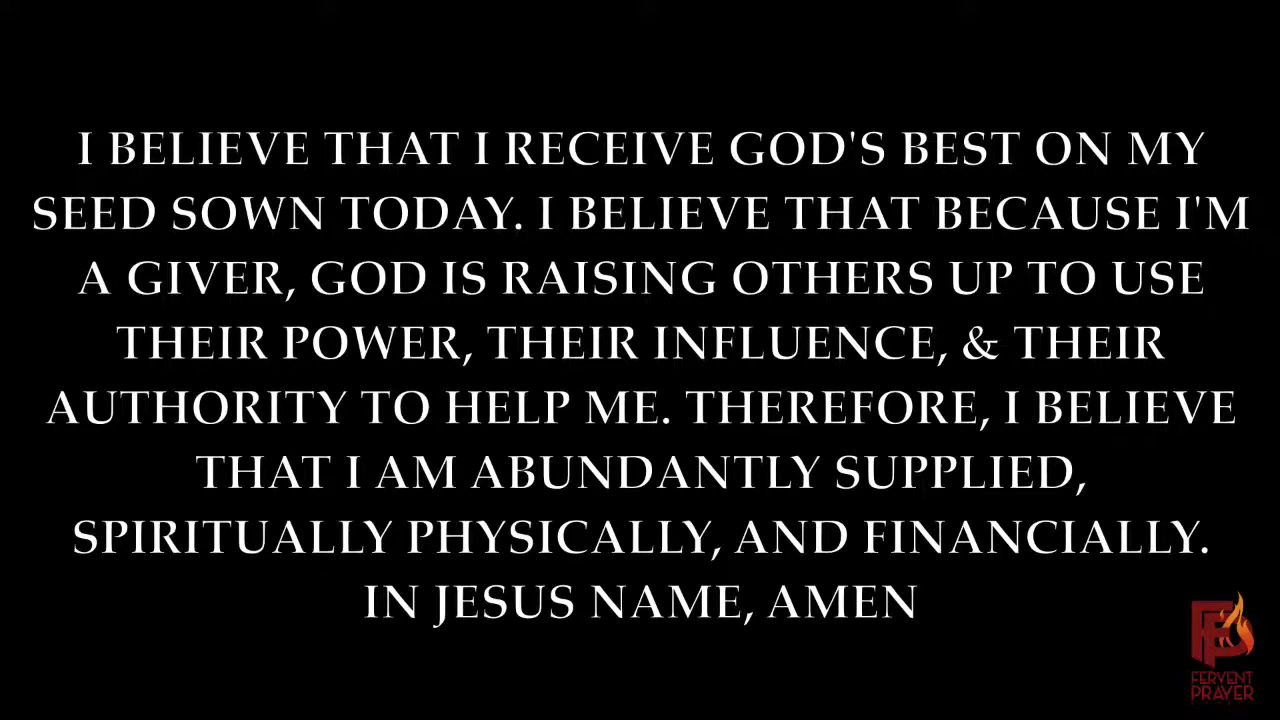 I BELIEVE THAT I RECEIVE GOD'S BEST ON MY
SEED SOWN TODAY. I BELIEVE THAT BECAUSE I'M
A GIVER, GOD IS RAISING OTHERS UP TO USE
THEIR POWER, THEIR INFLUENCE, & THEIR
AUTHORITY TO HELP ME. THEREFORE, I BELIEVE
THAT I AM ABUNDANTLY SUPPLIED,
SPIRITUALLY PHYSICALLY, AND FINANCIALLY.
IN JESUS NAME, AMEN
FP
FERVENT
PRAYER